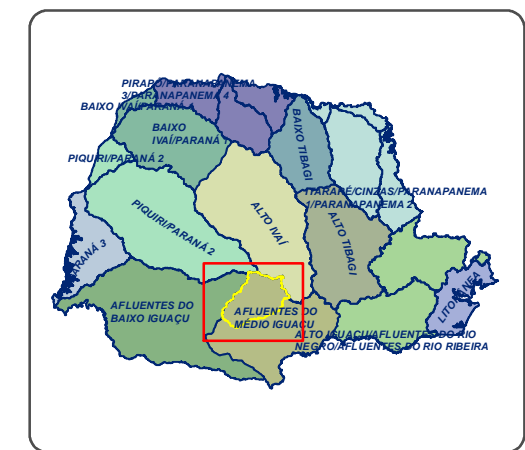 PIRAPÓ/PARANAPANEMA
3/PARANAPANEMA 4
BAIXO IVAÍ/PARANÁ 1
BAIXO
IVAÍ/PARANÁ 1
BAIXO TIBAGI
PIQUIRI/PARANÁ 2
ITARARÉ/CINZAS/PARANAPANEMA
1/PARANAPANEMA 2
ALTO IVAÍ
ALTO TIBAGI
PIQUIRI/PARANÁ 2
PARANÁ 3
LITORÂNEA
AFLUENTES DO
BAIXO IGUAÇU
AFLUENTES DO
MÉDIO IGUAÇU
ALTO IGUAÇU/AFLUENTES DO RIO
NEGRO/AFLUENTES DO RIO RIBEIRA